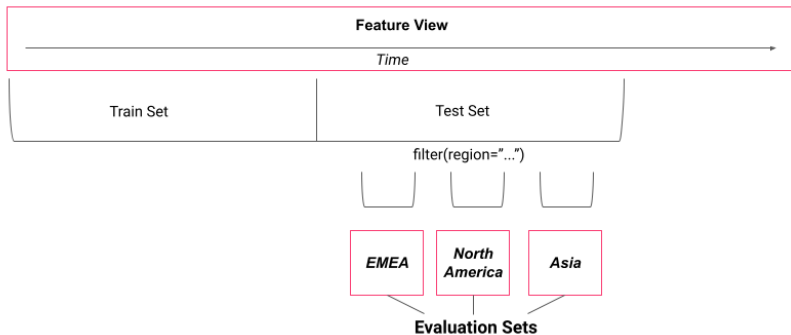 Feature View
Time
Train Set
Test Set
filter(region="...")
EMEA
North
America
Asia
Evaluation Sets